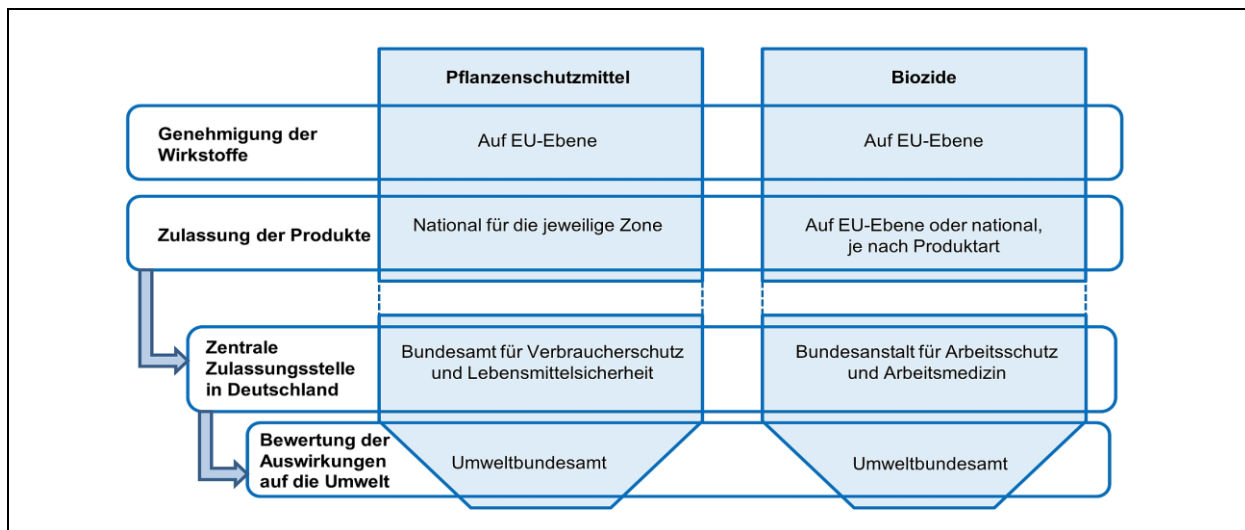 Pflanzenschutzmittel
Biozide
Genehmigung der
Wirkstoffe
Auf EU-Ebene
Auf EU-Ebene
Zulassung der Produkte
National für die jeweilige Zone
Auf EU-Ebene oder national,
je nach Produktart
Zentrale
Zulassungsstelle
in Deutschland
Bundesamt für Verbraucherschutz
und Lebensmittelsicherheit
Bundesanstalt für Arbeitsschutz
und Arbeitsmedizin
Bewertung der
Auswirkungen
auf die Umwelt
Umweltbundesamt
Umweltbundesamt